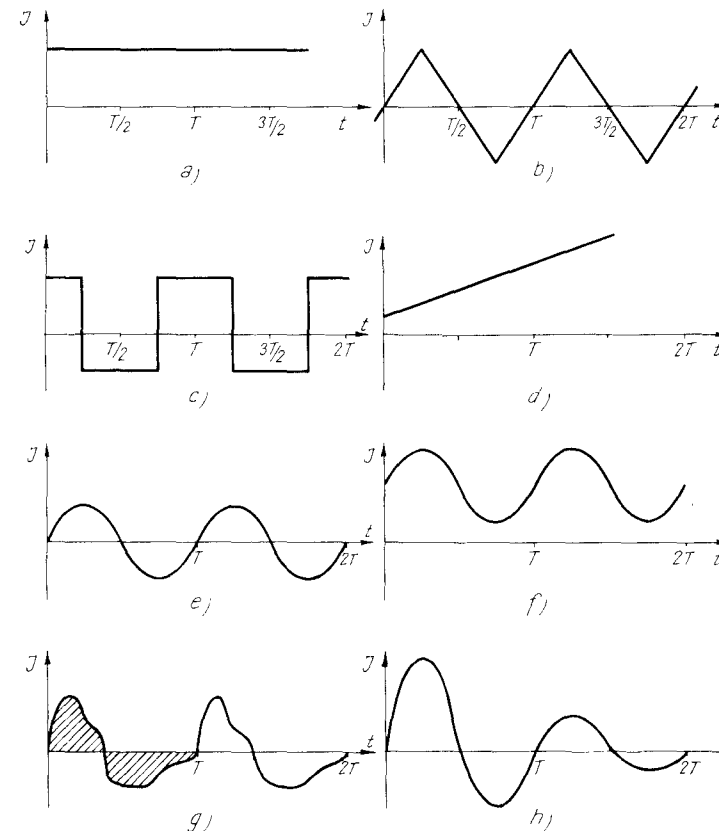 J
T/2 T 3T/2 t
a)
J
T/2 T 3T/2 2T t
b)
J
T/2 T 3T/2 2T t
c)
J
T 2T t
d)
J
T 2T t
e)
J
T 2T t
f)
J
T 2T t
g)
J
T 2T t
h)